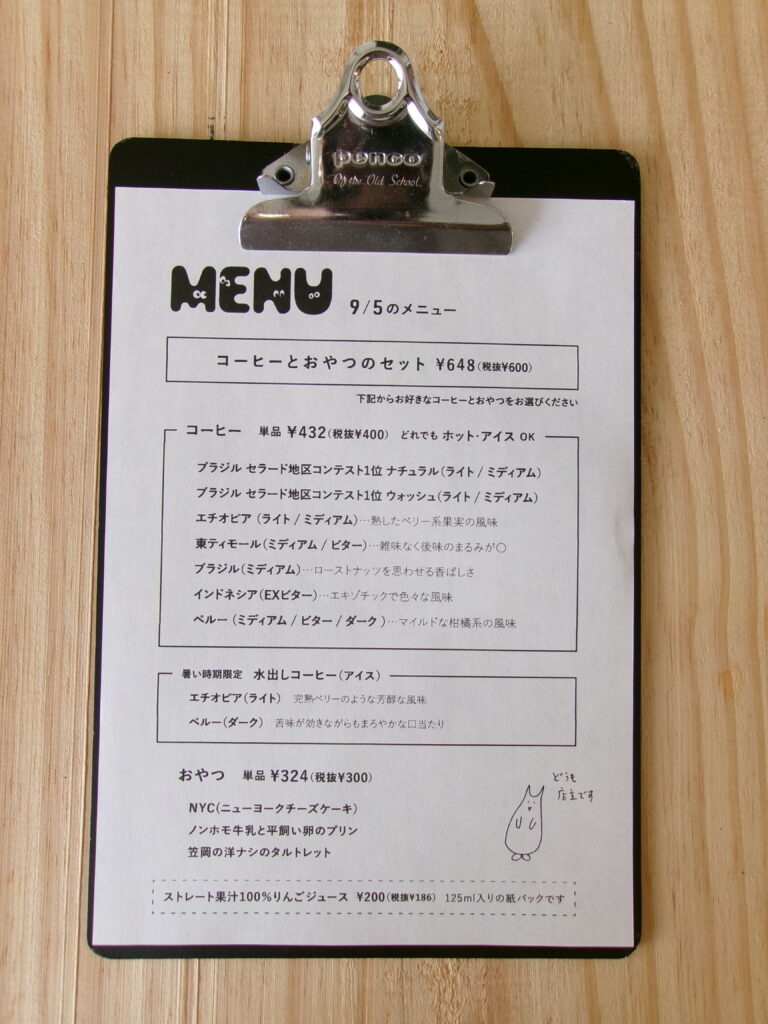 penco
Of the Old School.
MENU 9/5のメニュー
コーヒーとおやつのセット ¥648(税抜¥600)
下記からお好きなコーヒーとおやつをお選びください
コーヒー 単品 ¥432(税抜¥400) どれでも ホット・アイス OK
ブラジル セラード地区コンテスト1位 ナチュラル(ライト / ミディアム)
ブラジル セラード地区コンテスト1位 ウォッシュ(ライト / ミディアム)
エチオピア (ライト / ミディアム)…熟したベリー系果実の風味
東ティモール(ミディアム / ビター)…雑味なく後味のまるみが〇
ブラジル(ミディアム)…ローストナッツを思わせる香ばしさ
インドネシア(EXビター)…エキゾチックで色々な風味
ペルー (ミディアム / ビター / ダーク )…マイルドな柑橘系の風味
暑い時期限定 水出しコーヒー(アイス)
エチオピア(ライト) 完熟ベリーのような芳醇な風味
ペルー(ダーク) 苦味が効きながらもまろやかな口当たり
おやつ 単品 ¥324(税抜¥300)
NYC(ニューヨークチーズケーキ)
ノンホモ牛乳と平飼い卵のプリン
笠岡の洋ナシのタルトレット
どうも
店主です
ストレート果汁100%りんごジュース ¥200(税抜¥186) 125ml入りの紙パックです